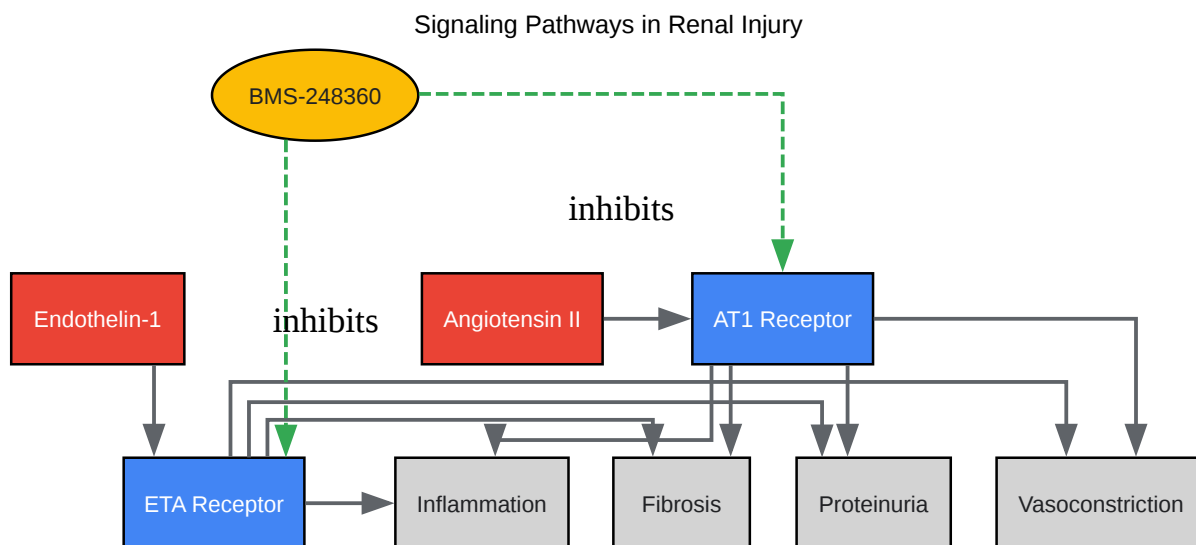 Signaling Pathways in Renal Injury
BMS-248360
inhibits
Endothelin-1
inhibits
Angiotensin II
AT1 Receptor
ETA Receptor
Inflammation
Fibrosis
Proteinuria
Vasoconstriction